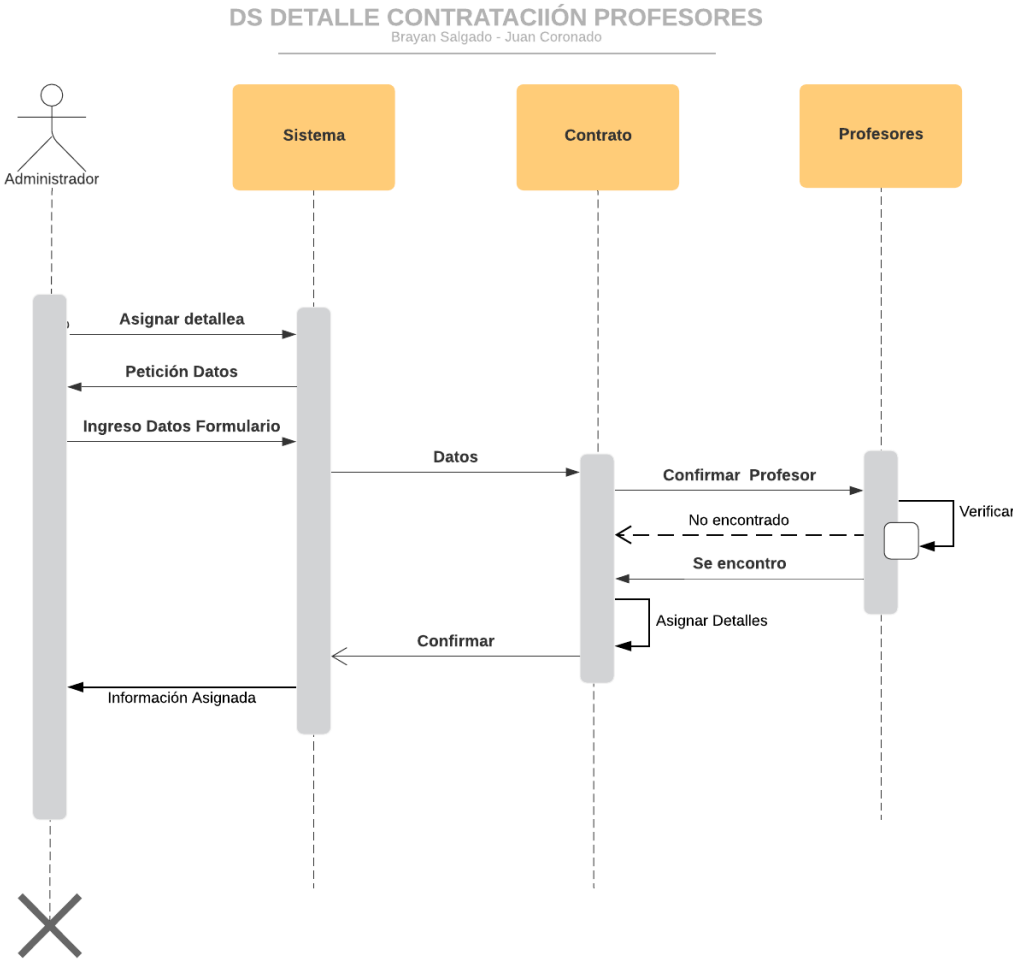 DS DETALLE CONTRATACIIÓN PROFESORES
Brayan Salgado - Juan Coronado
Administrador
Sistema
Contrato
Profesores
Asignar detallea
Petición Datos
Ingreso Datos Formulario
Datos
Confirmar Profesor
Verificar
No encontrado
Se encontro
Asignar Detalles
Confirmar
Información Asignada